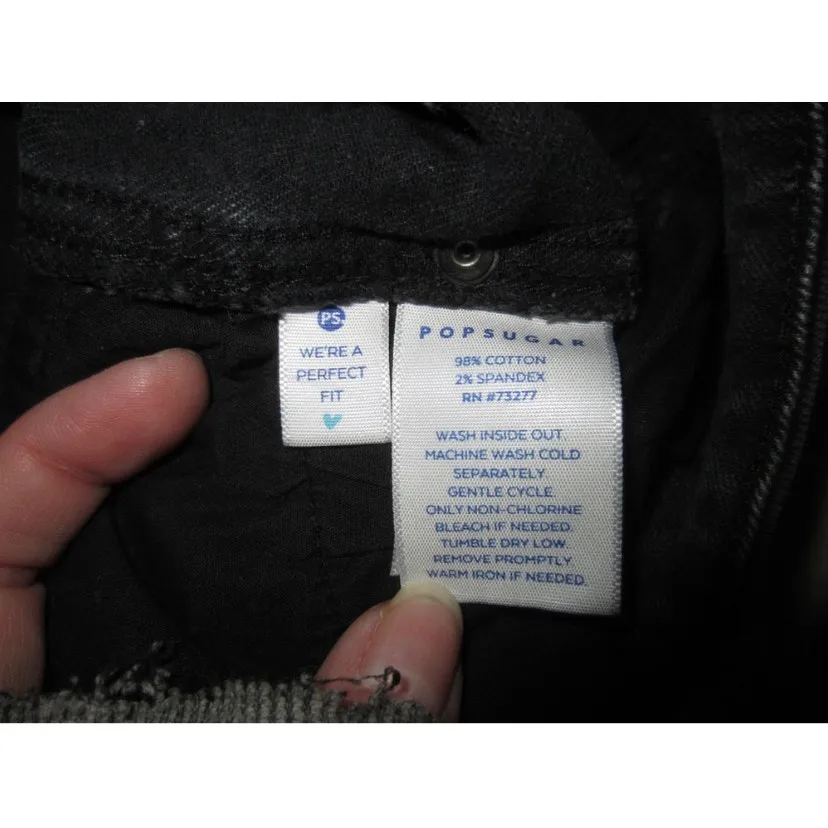 PS
WE'RE A
PERFECT
FIT
POPSUGAR
98% COTTON
2% SPANDEX
RN #73277
WASH INSIDE OUT.
MACHINE WASH COLD
SEPARATELY
GENTLE CYCLE.
ONLY NON-CHLORINE
BLEACH IF NEEDED.
TUMBLE DRY LOW.
REMOVE PROMPTLY
WARM IRON IF NEEDED.